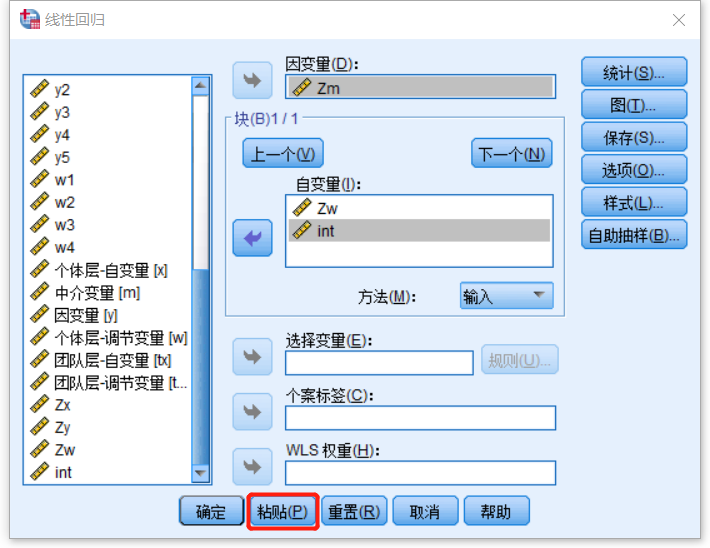 线性回归
y2
y3
y4
y5
w1
w2
w3
w4
个体层-自变量 [x]
中介变量 [m]
因变量 [y]
个体层-调节变量 [w]
团队层-自变量 [tx]
团队层-调节变量 [t...
Zx
Zy
Zw
int
因变量(D):
Zm
块(B)1 / 1
上一个(V)
下一个(N)
自变量(I):
Zw
int
方法(M):
输入
选择变量(E):
规则(U)...
个案标签(C):
WLS 权重(H):
统计(S)...
图(T)...
保存(S)...
选项(O)...
样式(L)...
自助抽样(B)...
确定
粘贴(P)
重置(R)
取消
帮助